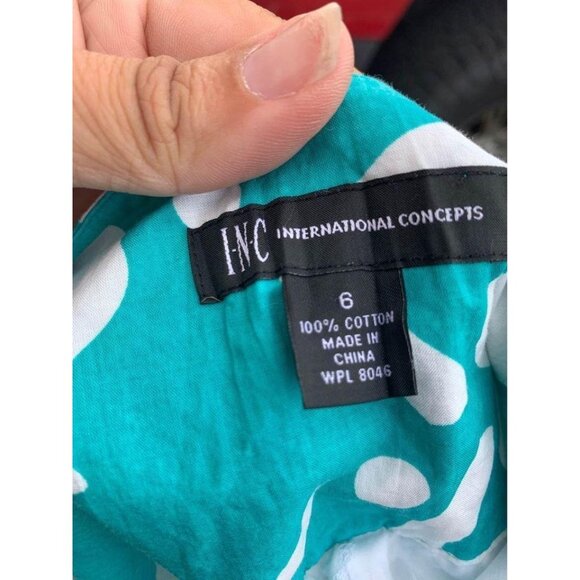 I·N·C INTERNATIONAL CONCEPTS
6
100% COTTON
MADE IN
CHINA
WPL 8046